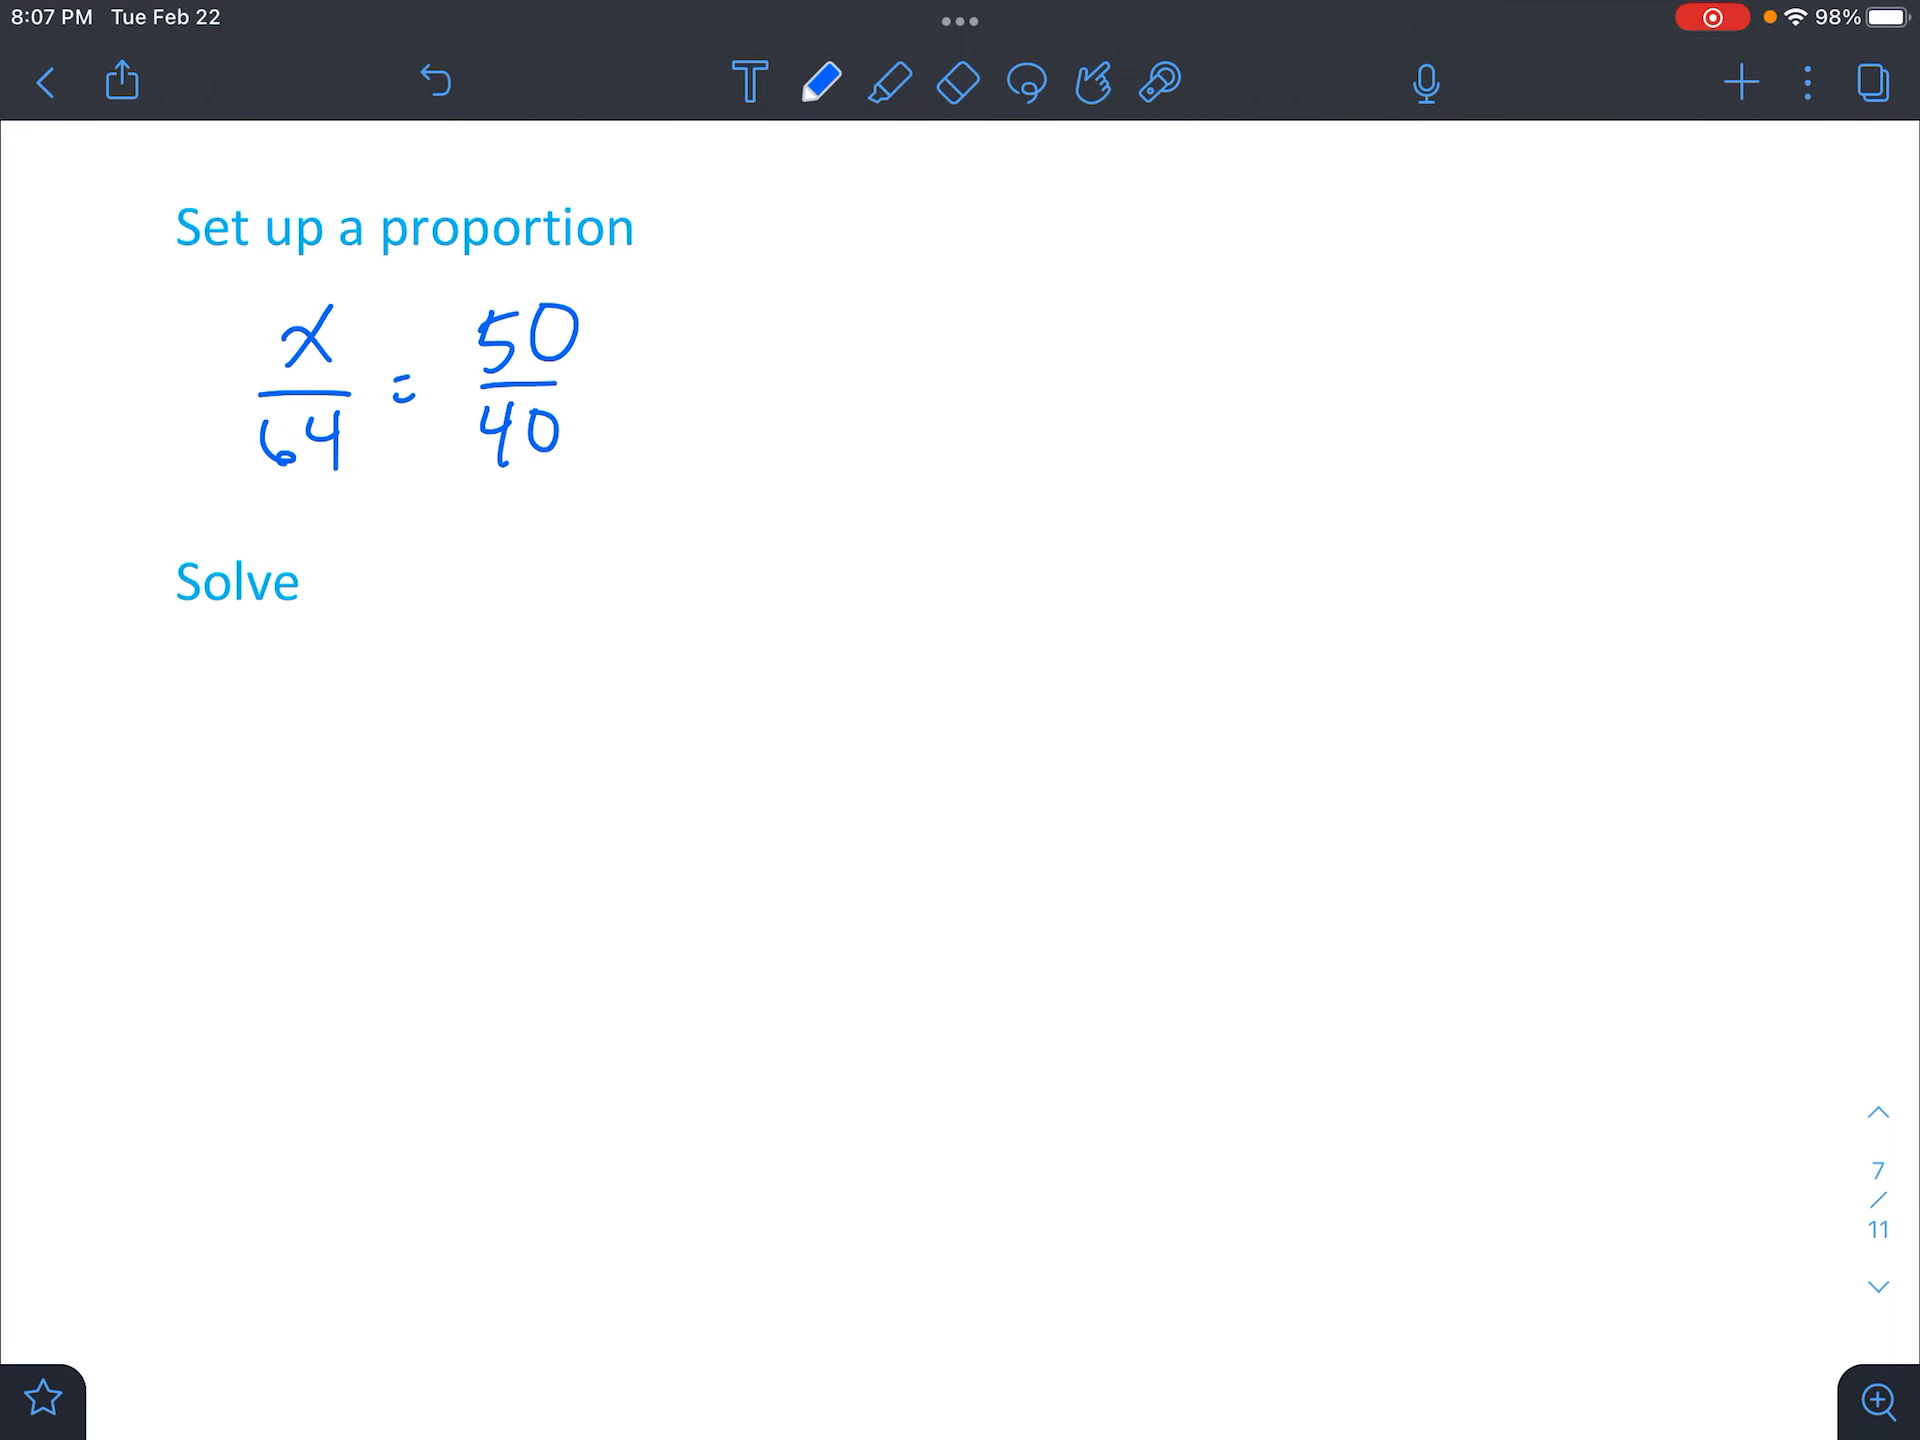 8:07 PM Tue Feb 22
98%
T
Set up a proportion
x/64 = 50/40
Solve
7
/
11